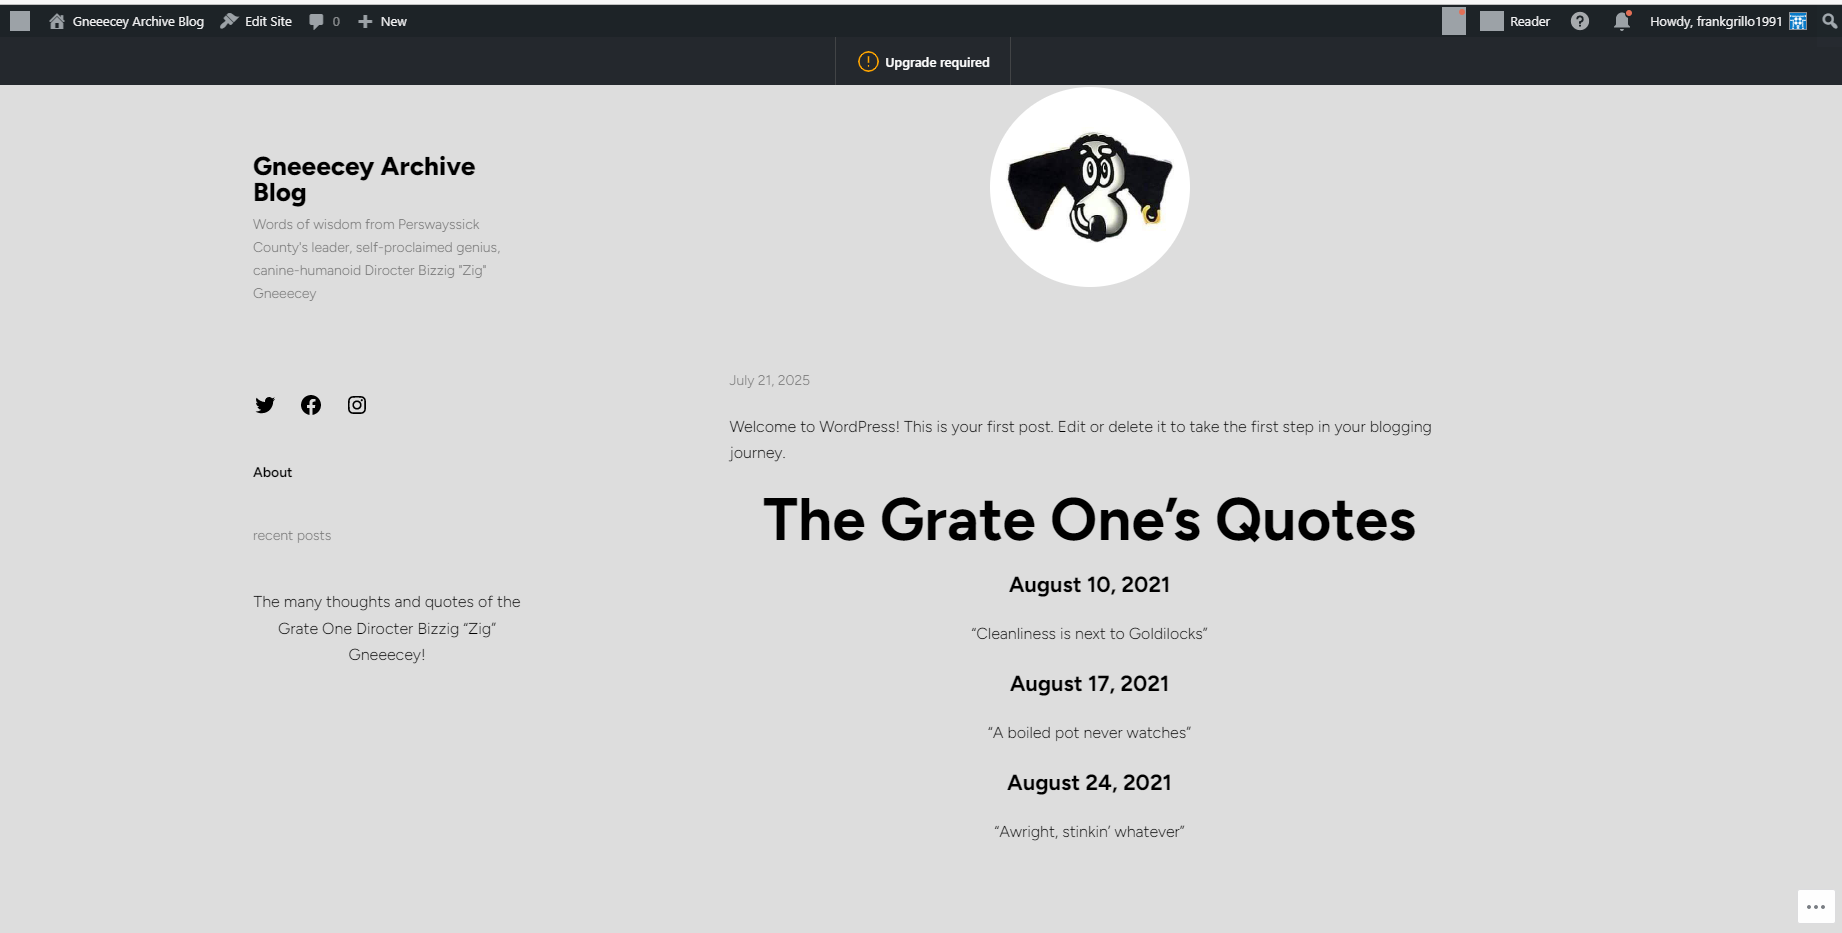 Gneeecey Archive Blog
Edit Site
0
New
Reader
Howdy, frankgrillo1991
Upgrade required
Gneeecey Archive
Blog
Words of wisdom from Perswayssick
County's leader, self-proclaimed genius,
canine-humanoid Dirocter Bizzig "Zig"
Gneeecey
About
recent posts
The many thoughts and quotes of the
Grate One Dirocter Bizzig “Zig”
Gneeecey!
July 21, 2025
Welcome to WordPress! This is your first post. Edit or delete it to take the first step in your blogging
journey.
The Grate One’s Quotes
August 10, 2021
“Cleanliness is next to Goldilocks”
August 17, 2021
“A boiled pot never watches”
August 24, 2021
“Awright, stinkin’ whatever”